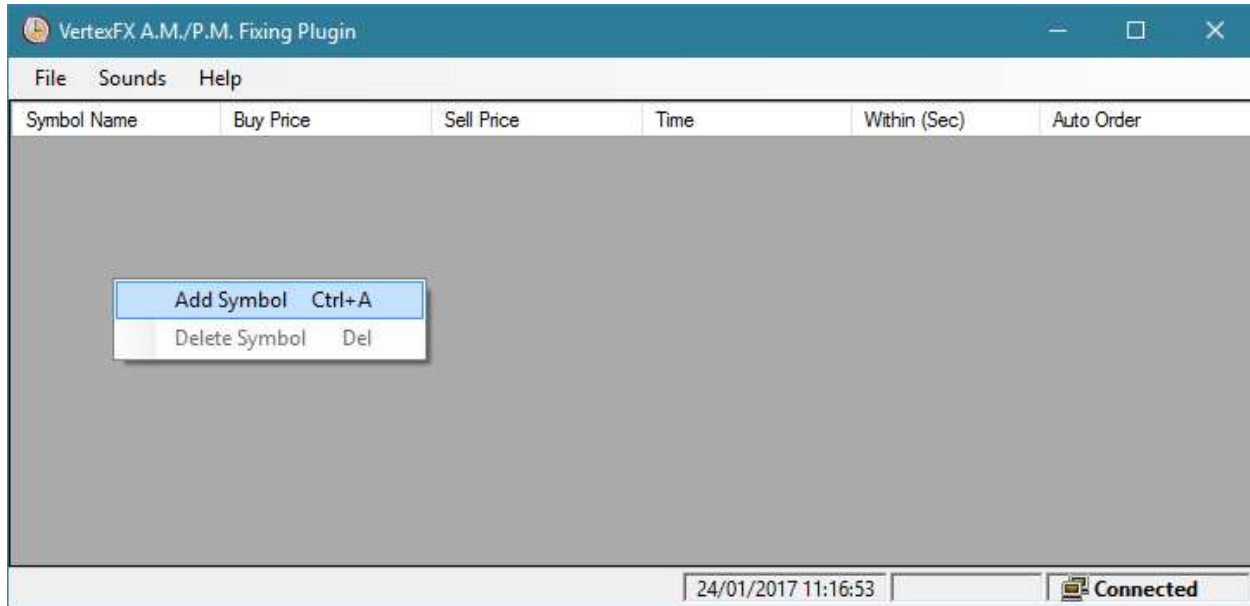 VertexFX A.M./P.M. Fixing Plugin
File Sounds Help
Symbol Name Buy Price Sell Price Time Within (Sec) Auto Order
Add Symbol Ctrl+A
Delete Symbol Del
24/01/2017 11:16:53 Connected